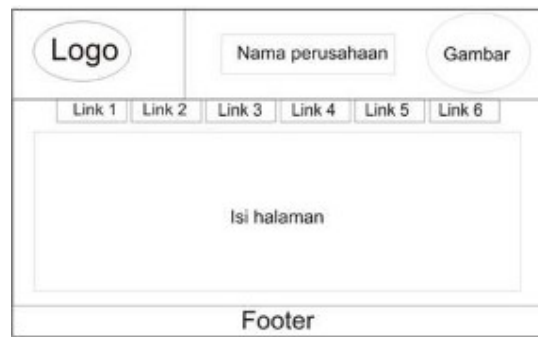 Logo
Nama perusahaan
Gambar
Link 1
Link 2
Link 3
Link 4
Link 5
Link 6
Isi halaman
Footer